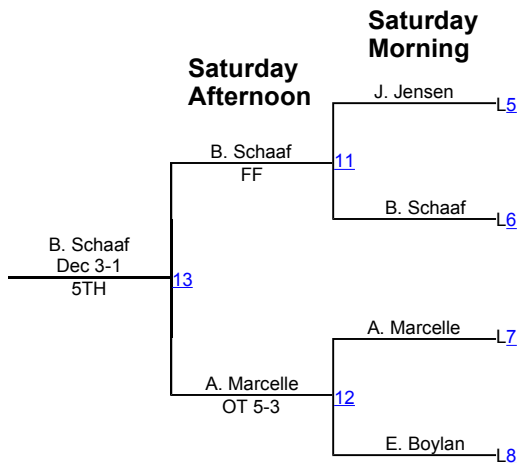 Saturday
Morning
Saturday
Afternoon
J. Jensen
L5
B. Schaaf
FF
11
B. Schaaf
L6
B. Schaaf
Dec 3-1
5TH
13
A. Marcelle
L7
A. Marcelle
OT 5-3
12
E. Boylan
L8